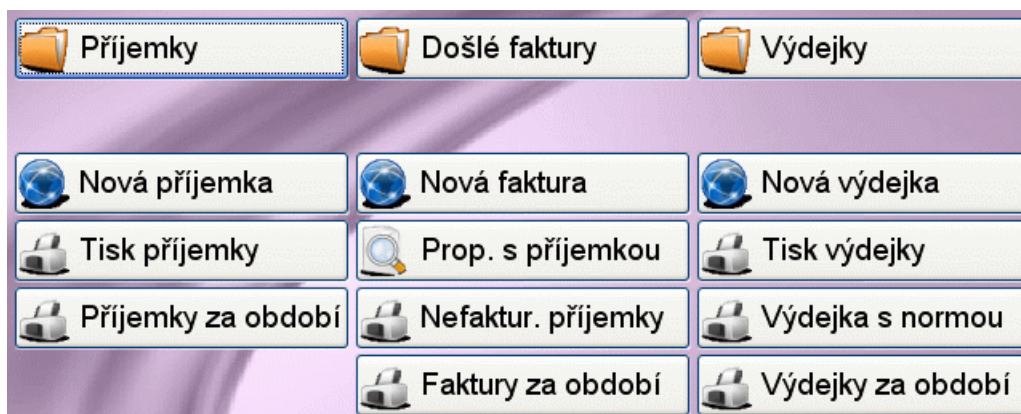 Příjemky
Došlé faktury
Výdejky
Nová příjemka
Nová faktura
Nová výdejka
Tisk příjemky
Prop. s příjemkou
Tisk výdejky
Příjemky za období
Nefaktur. příjemky
Výdejka s normou
Faktury za období
Výdejky za období